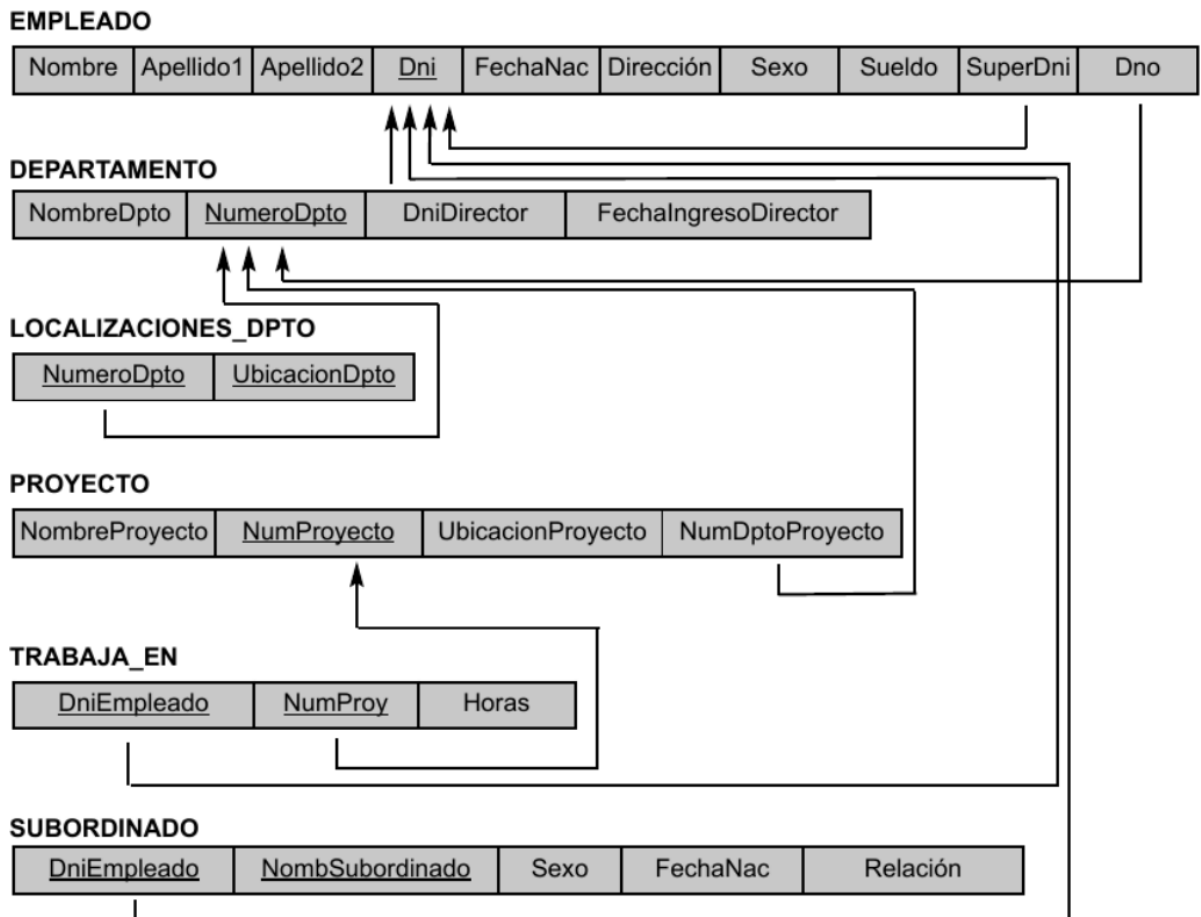 EMPLEADO
Nombre Apellido1 Apellido2 Dni FechaNac Dirección Sexo Sueldo SuperDni Dno
DEPARTAMENTO
NombreDpto NumeroDpto DniDirector FechaIngresoDirector
LOCALIZACIONES_DPTO
NumeroDpto UbicacionDpto
PROYECTO
NombreProyecto NumProyecto UbicacionProyecto NumDptoProyecto
TRABAJA_EN
DniEmpleado NumProy Horas
SUBORDINADO
DniEmpleado NombSubordinado Sexo FechaNac Relación